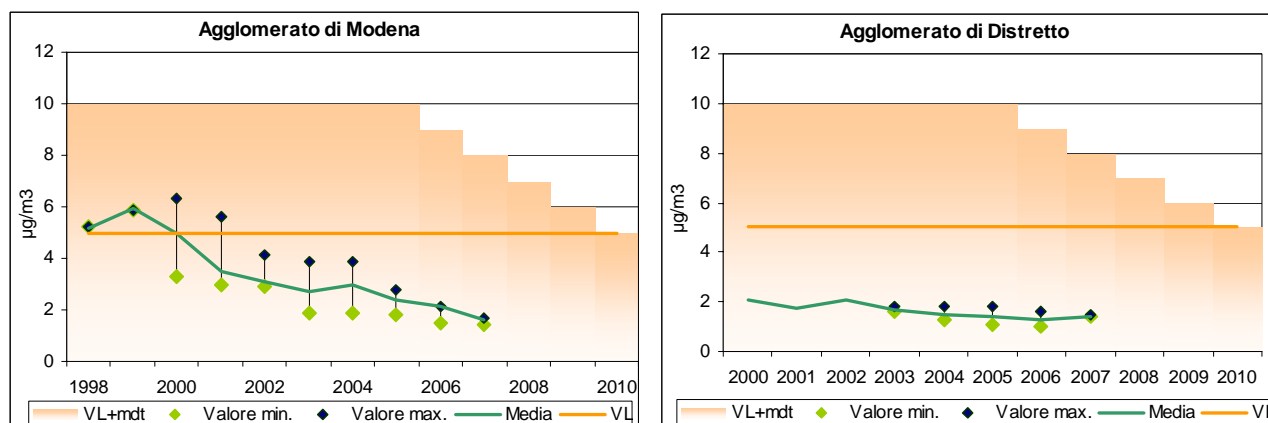 Agglomerato di Modena
12
10
8
6
4
2
0
µg/m3
1998 2000 2002 2004 2006 2008 2010
VL+mdt Valore min. Valore max. Media VL
Agglomerato di Distretto
12
10
8
6
4
2
0
µg/m3
2000 2001 2002 2003 2004 2005 2006 2007 2008 2009 2010
VL+mdt Valore min. Valore max. Media VL